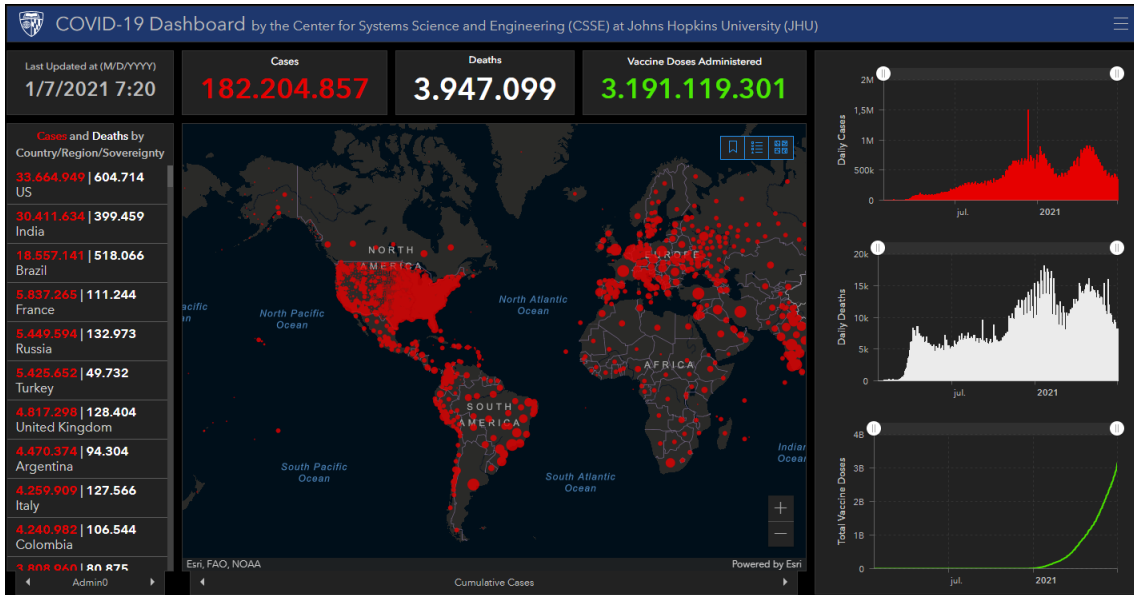 COVID-19 Dashboard by the Center for Systems Science and Engineering (CSSE) at Johns Hopkins University (JHU)
Last Updated at (M/D/YYYY)
1/7/2021 7:20
Cases
182.204.857
Deaths
3.947.099
Vaccine Doses Administered
3.191.119.301
Cases and Deaths by
Country/Region/Sovereignty
33.664.949 | 604.714
US
30.411.634 | 399.459
India
18.557.141 | 518.066
Brazil
5.837.265 | 111.244
France
5.449.594 | 132.973
Russia
5.425.652 | 49.732
Turkey
4.817.298 | 128.404
United Kingdom
4.470.374 | 94.304
Argentina
4.259.909 | 127.566
Italy
4.240.982 | 106.544
Colombia
3.808.960 | 80.875
Admin0
NORTH
AMERICA
EUROPE
North Pacific
Ocean
North Atlantic
Ocean
AFRICA
SOUTH
AMERICA
South Pacific
Ocean
South Atlantic
Ocean
Ocean
Esri, FAO, NOAA
Powered by Esri
Cumulative Cases
Daily Cases
2M
1,5M
1M
500k
0
jul.
2021
Daily Deaths
20k
15k
10k
5k
0
jul.
2021
Total Vaccine Doses
4B
3B
2B
1B
0
jul.
2021